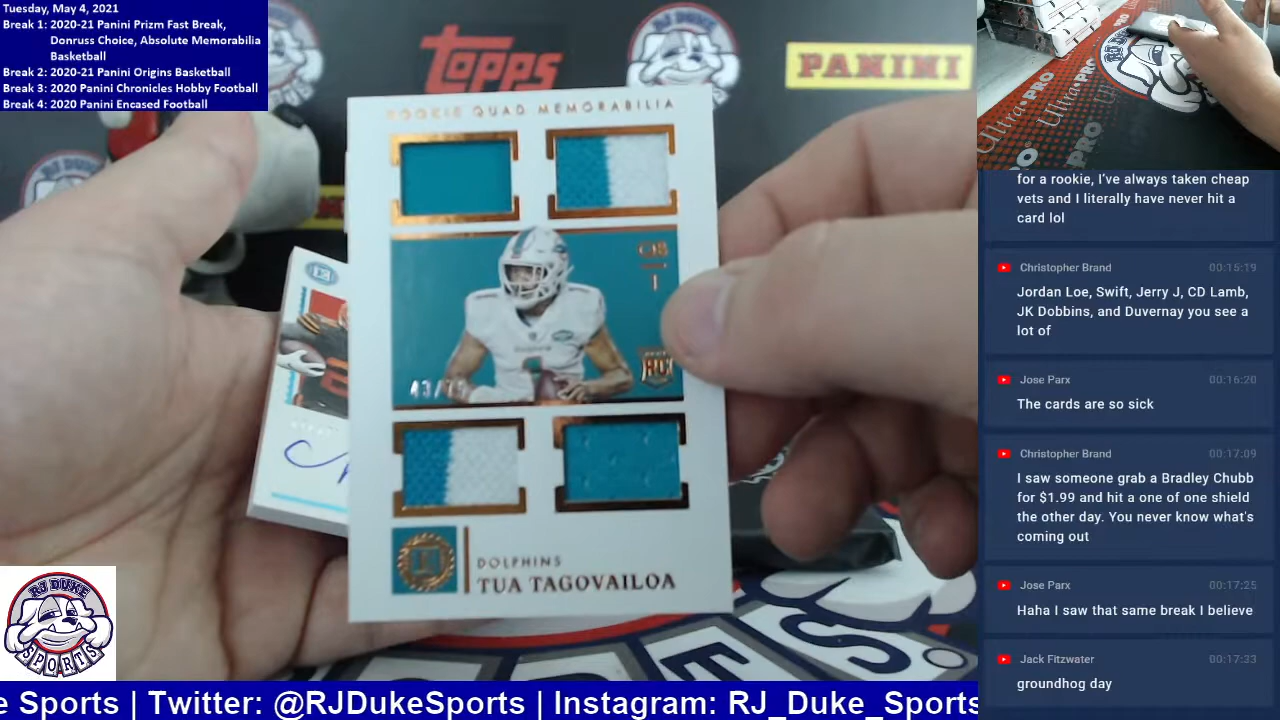 Tuesday, May 4, 2021
Break 1: 2020-21 Panini Prizm Fast Break,
Donruss Choice, Absolute Memorabilia
Basketball
Break 2: 2020-21 Panini Origins Basketball
Break 3: 2020 Panini Chronicles Hobby Football
Break 4: 2020 Panini Encased Football
TOPPS
PANINI
ROOKIE QUAD MEMORABILIA
QB
1
RC
DOLPHINS
TUA TAGOVAILOA
RJ DUKE
SPORTS
Ultra·PRO
Ultra·PRO
PRO
for a rookie, I've always taken cheap
vets and I literally have never hit a
card lol
Christopher Brand 00:15:19
Jordan Loe, Swift, Jerry J, CD Lamb,
JK Dobbins, and Duvernay you see a
lot of
Jose Parx 00:16:20
The cards are so sick
Christopher Brand 00:17:09
I saw someone grab a Bradley Chubb
for $1.99 and hit a one of one shield
the other day. You never know what's
coming out
Jose Parx 00:17:25
Haha I saw that same break I believe
Jack Fitzwater 00:17:33
groundhog day
e Sports | Twitter: @RJDukeSports | Instagram: RJ_Duke_Sports